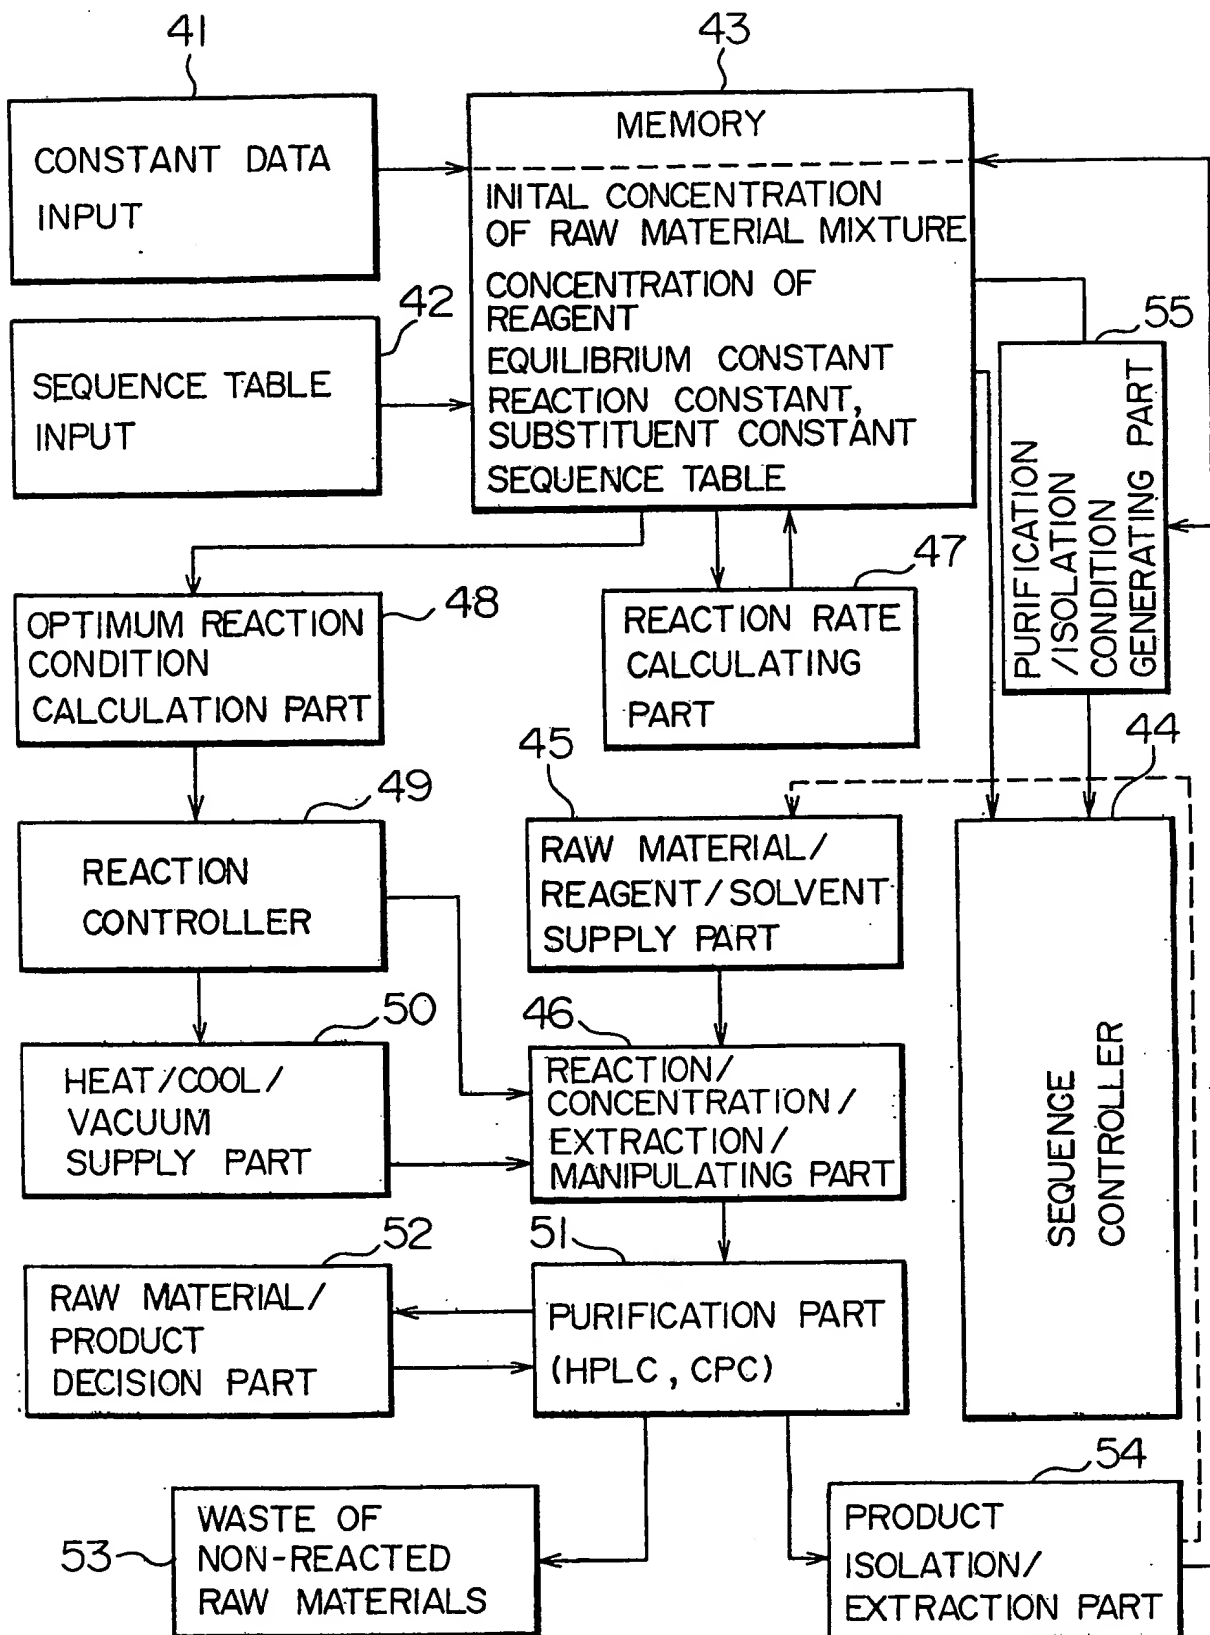 41
CONSTANT DATA
INPUT
42
SEQUENCE TABLE
INPUT
43
MEMORY
INITAL CONCENTRATION
OF RAW MATERIAL MIXTURE
CONCENTRATION OF
REAGENT
EQUILIBRIUM CONSTANT
REACTION CONSTANT,
SUBSTITUENT CONSTANT
SEQUENCE TABLE
55
PURIFICATION
/ISOLATION
CONDITION
GENERATING PART
48
OPTIMUM REACTION
CONDITION
CALCULATION PART
47
REACTION RATE
CALCULATING
PART
49
REACTION
CONTROLLER
45
RAW MATERIAL/
REAGENT/SOLVENT
SUPPLY PART
44
SEQUENCE
CONTROLLER
50
HEAT/COOL/
VACUUM
SUPPLY PART
46
REACTION/
CONCENTRATION/
EXTRACTION/
MANIPULATING PART
52
RAW MATERIAL/
PRODUCT
DECISION PART
51
PURIFICATION PART
(HPLC, CPC)
53
WASTE OF
NON-REACTED
RAW MATERIALS
54
PRODUCT
ISOLATION/
EXTRACTION PART